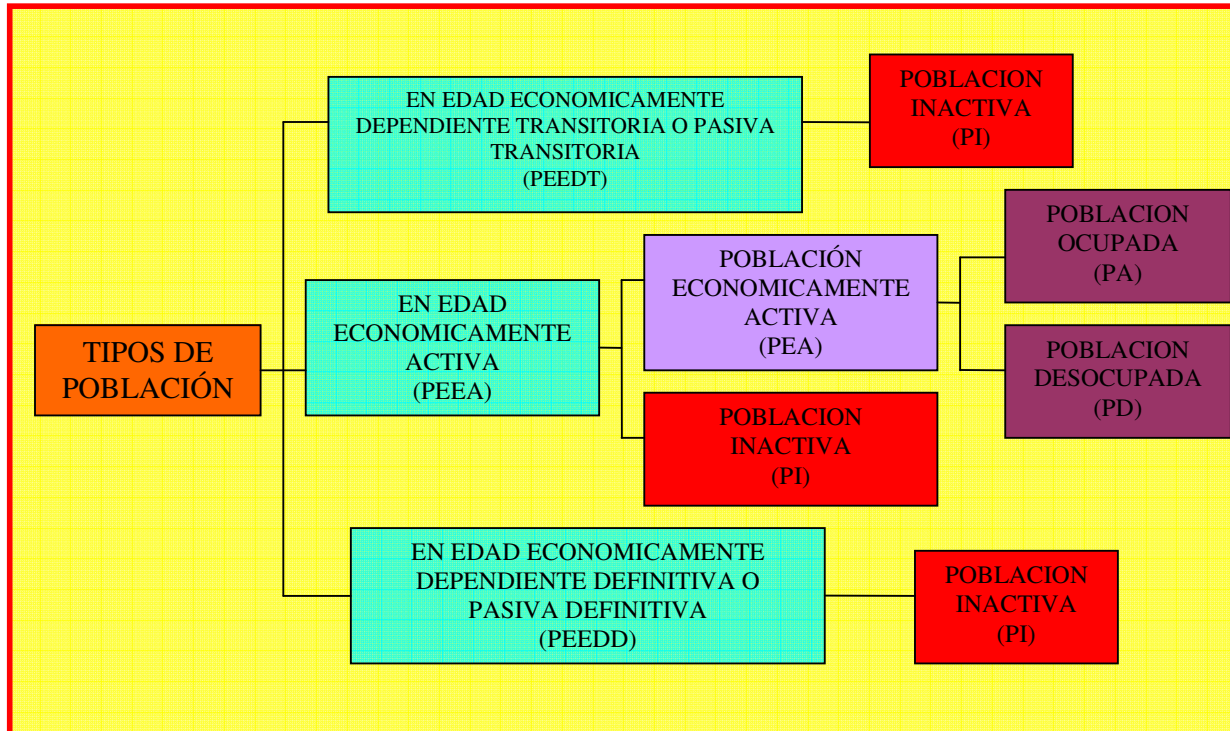 TIPOS DE
POBLACIÓN
EN EDAD ECONOMICAMENTE
DEPENDIENTE TRANSITORIA O PASIVA
TRANSITORIA
(PEEDT)
POBLACION
INACTIVA
(PI)
EN EDAD
ECONOMICAMENTE
ACTIVA
(PEEA)
POBLACIÓN
ECONOMICAMENTE
ACTIVA
(PEA)
POBLACION
OCUPADA
(PA)
POBLACION
DESOCUPADA
(PD)
POBLACION
INACTIVA
(PI)
EN EDAD ECONOMICAMENTE
DEPENDIENTE DEFINITIVA O
PASIVA DEFINITIVA
(PEEDD)
POBLACION
INACTIVA
(PI)